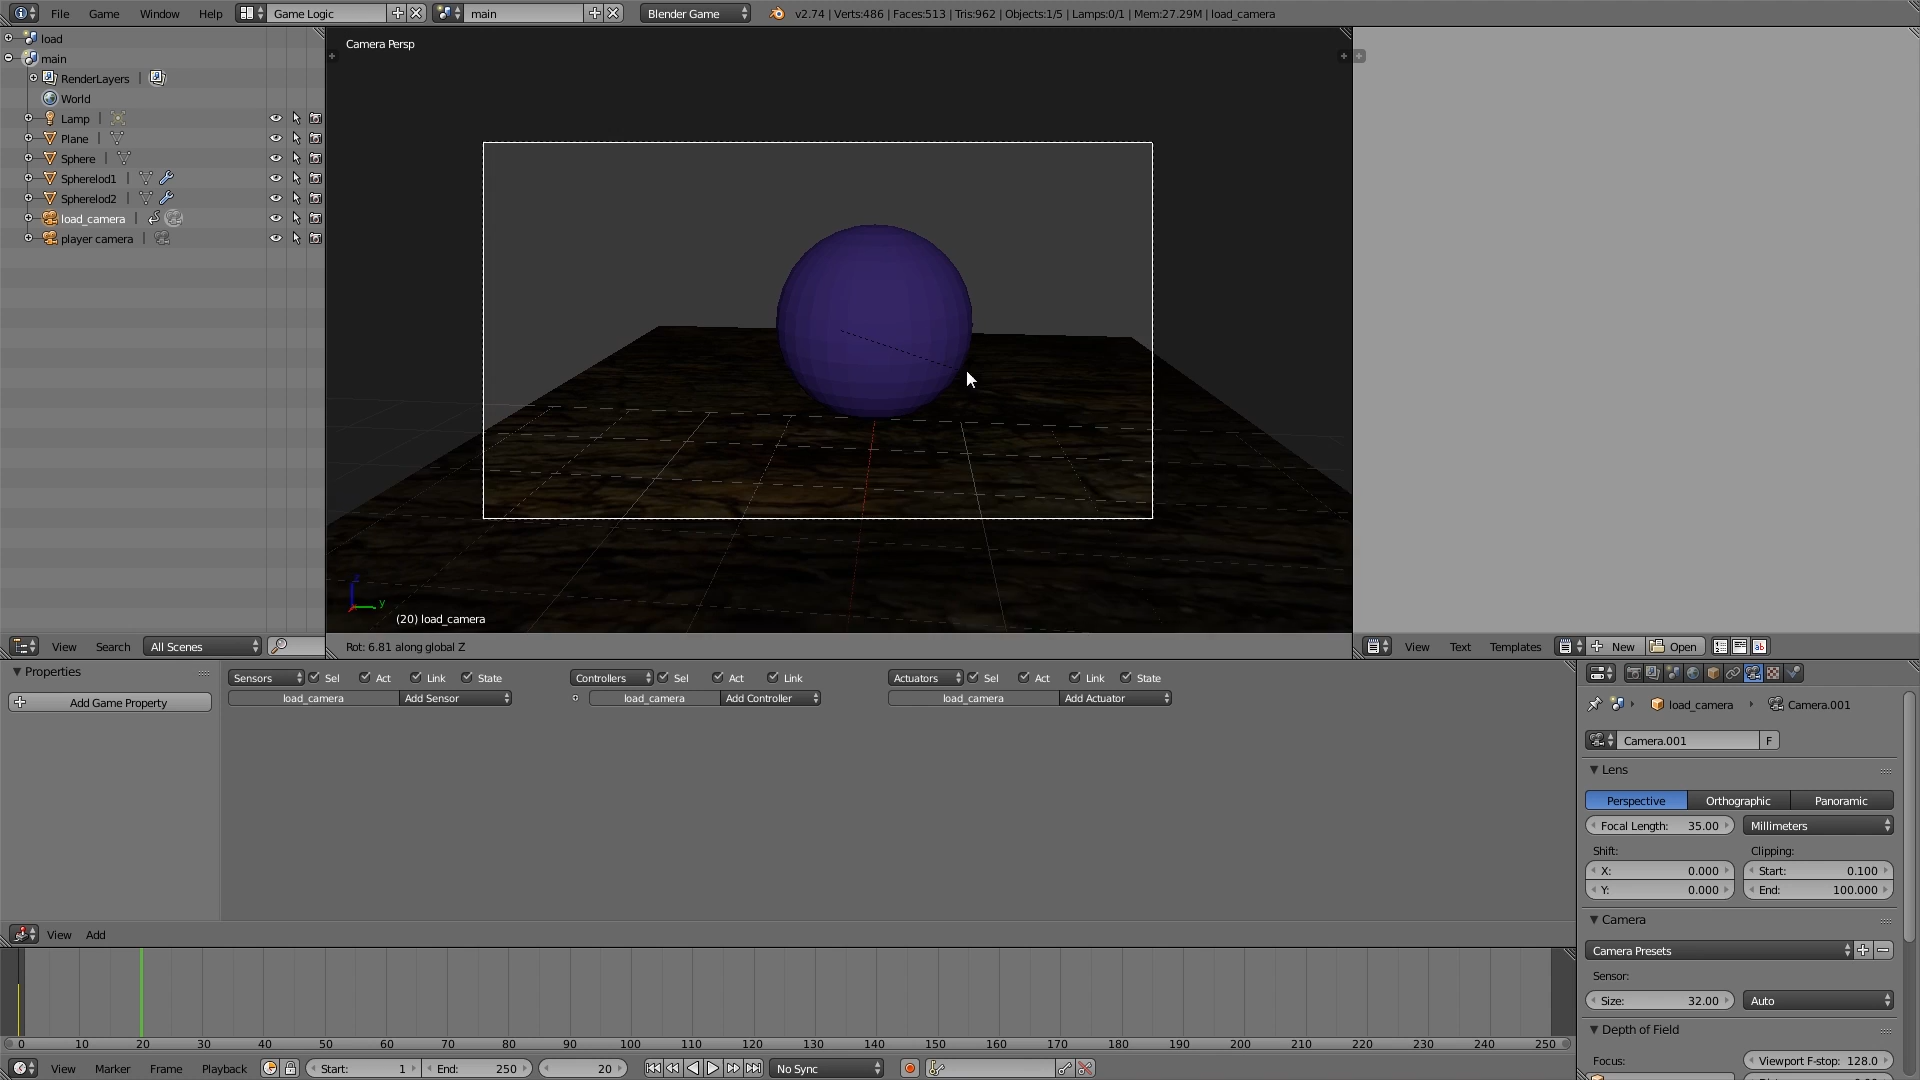 File Game Window Help Game Logic main Blender Game v2.74 | Verts:486 | Faces:513 | Tris:962 | Objects:1/5 | Lamps:0/1 | Mem:27.29M | load_camera
load
main
RenderLayers |
World
Lamp |
Plane |
Sphere |
Spherelod1 |
Spherelod2 |
load_camera |
player camera |
View Search All Scenes
Camera Persp
z
y
(20) load_camera
Rot: 6.81 along global Z
View Text Templates New Open ab
Properties
Add Game Property
Sensors Sel Act Link State
load_camera Add Sensor
Controllers Sel Act Link
load_camera Add Controller
Actuators Sel Act Link State
load_camera Add Actuator
View Add
load_camera Camera.001
Camera.001 F
Lens
Perspective Orthographic Panoramic
Focal Length: 35.00 Millimeters
Shift: Clipping:
X: 0.000 Start: 0.100
Y: 0.000 End: 100.000
Camera
Camera Presets
Sensor:
Size: 32.00 Auto
Depth of Field
Focus: Viewport F-stop: 128.0
0 10 20 30 40 50 60 70 80 90 100 110 120 130 140 150 160 170 180 190 200 210 220 230 240 250
View Marker Frame Playback Start: 1 End: 250 20 No Sync